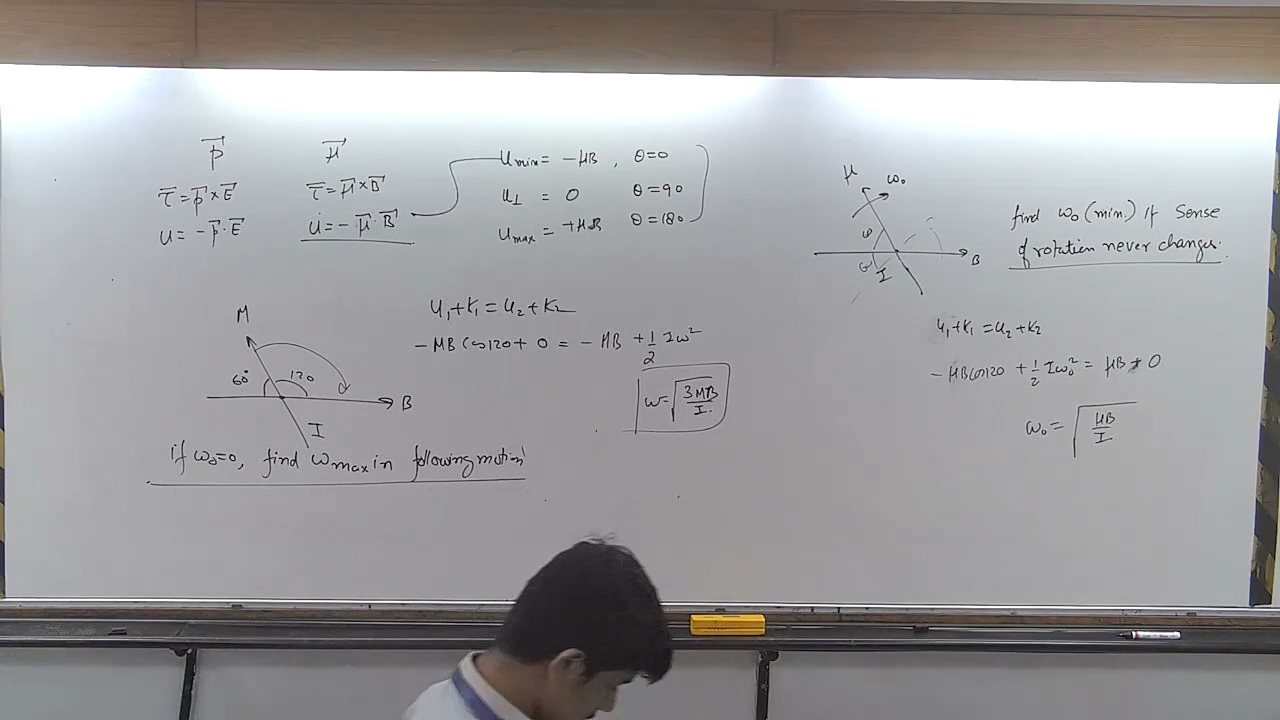 p⃗ μ⃗
τ̅ = p⃗ × E⃗ τ̅ = μ⃗ × B⃗
U = -p⃗ · E⃗ U = -μ⃗ · B⃗
Umin = -μB , θ=0
U⊥ = 0 θ=90
Umax = +μB θ=180
M
60° 120
B
I
if ω₀=0, find ωmax in following motion
U₁+K₁ = U₂+K₂
-MB cos120 + 0 = - MB + 1/2 Iω²
ω = √(3MB/I)
μ ω₀
B
I
find ω₀ (min.) if sense
of rotation never changes.
U₁+K₁ = U₂+K₂
-μB cos120 + 1/2 Iω₀² = μB + 0
ω₀ = √(μB/I)